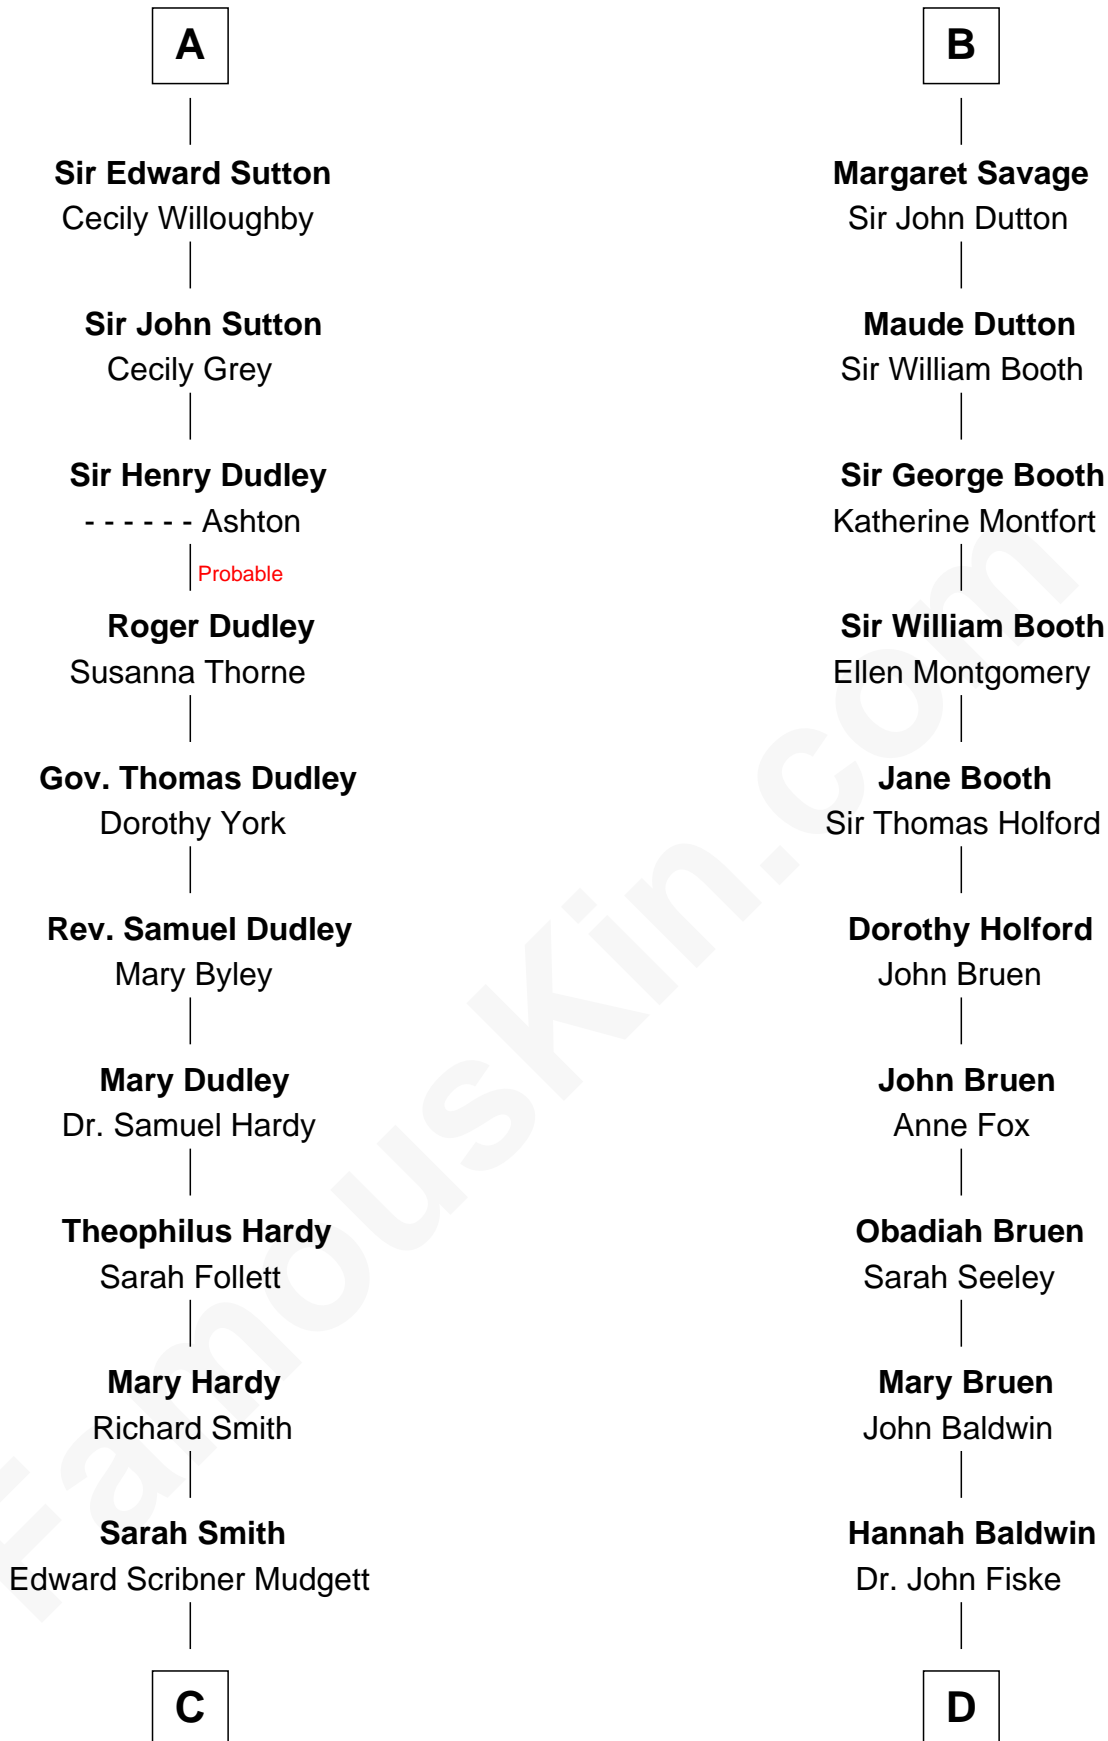 A
Sir Edward Sutton
Cecily Willoughby
Sir John Sutton
Cecily Grey
Sir Henry Dudley
- - - - - - Ashton
Probable
Roger Dudley
Susanna Thorne
Gov. Thomas Dudley
Dorothy York
Rev. Samuel Dudley
Mary Byley
Mary Dudley
Dr. Samuel Hardy
Theophilus Hardy
Sarah Follett
Mary Hardy
Richard Smith
Sarah Smith
Edward Scribner Mudgett
C
B
Margaret Savage
Sir John Dutton
Maude Dutton
Sir William Booth
Sir George Booth
Katherine Montfort
Sir William Booth
Ellen Montgomery
Jane Booth
Sir Thomas Holford
Dorothy Holford
John Bruen
John Bruen
Anne Fox
Obadiah Bruen
Sarah Seeley
Mary Bruen
John Baldwin
Hannah Baldwin
Dr. John Fiske
D
FamousKin.com